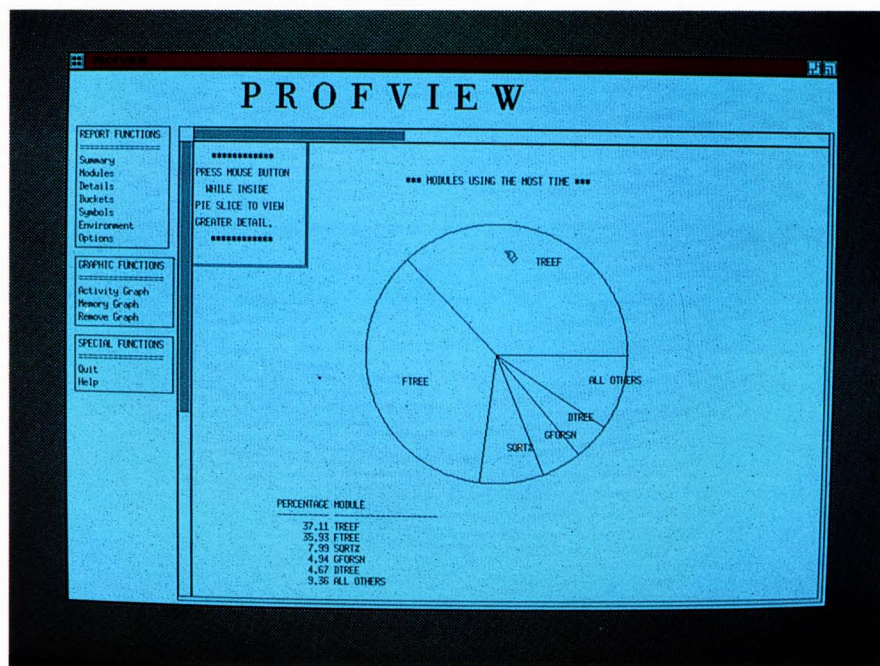 PROFVIEW
PROFVIEW
REPORT FUNCTIONS
============
Summary
Modules
Details
Buckets
Symbols
Environment
Options
GRAPHIC FUNCTIONS
==============
Activity Graph
Memory Graph
Remove Graph
SPECIAL FUNCTIONS
==============
Quit
Help
************
PRESS MOUSE BUTTON
WHILE INSIDE
PIE SLICE TO VIEW
GREATER DETAIL.
************
*** MODULES USING THE MOST TIME ***
TREEF
FTREE
ALL OTHERS
DTREE
GFORSN
SQRT%
PERCENTAGE MODULE
37.11 TREEF
35.93 FTREE
7.99 SQRT%
4.94 GFORSN
4.67 DTREE
9.36 ALL OTHERS